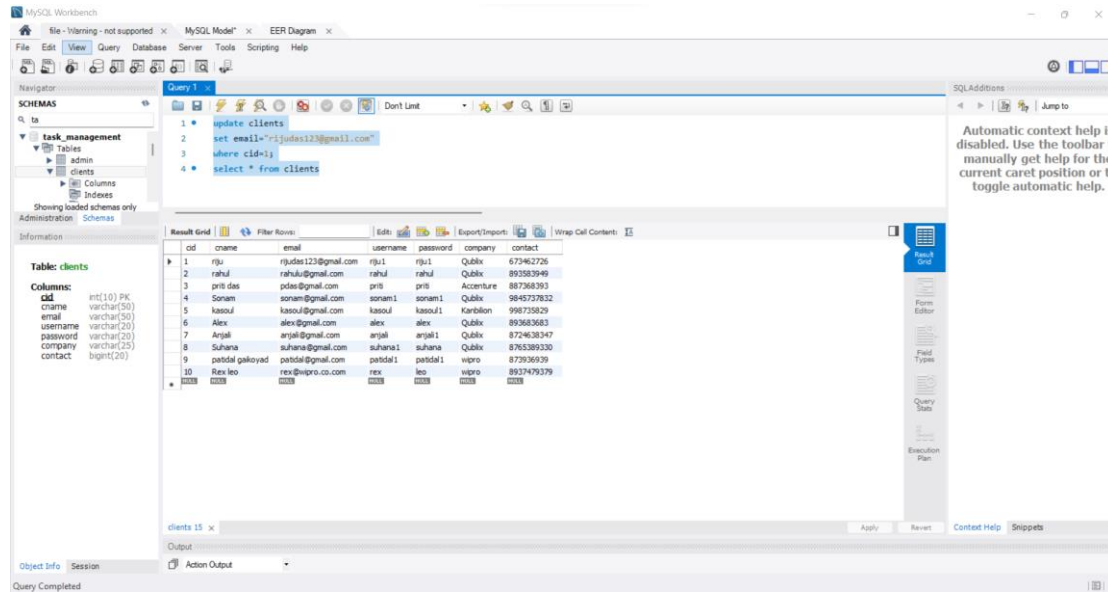 MySQL Workbench
file - Warning - not supported × MySQL Model* × EER Diagram ×
File Edit View Query Database Server Tools Scripting Help
Navigator
SCHEMAS
ta
task_management
Tables
admin
clients
Columns
Indexes
Showing loaded schemas only
Administration Schemas
Information
Table: clients
Columns:
cid int(10) PK
cname varchar(50)
email varchar(50)
username varchar(20)
password varchar(20)
company varchar(25)
contact bigint(20)
Object Info Session
Query Completed
Query 1 ×
Don't Limit
1 update clients
2 set email="rijudas123@gmail.com"
3 where cid=1;
4 select * from clients
Result Grid Filter Rows: Edit: Export/Import: Wrap Cell Content:
cid cname email username password company contact
1 riju rijudas123@gmail.com riju1 riju1 Qublix 673462726
2 rahul rahulu@gmail.com rahul rahul Qublix 893583949
3 priti das pdas@gmail.com priti priti Accenture 887368393
4 Sonam sonam@gmail.com sonam1 sonam1 Qublix 9845737832
5 kasoul kasoul@gmail.com kasoul kasoul1 Kanbilion 998735829
6 Alex alex@gmail.com alex alex Qublix 893683683
7 Anjali anjali@gmail.com anjali anjali1 Qublix 8724638347
8 Suhana suhana@gmail.com suhana1 suhana Qublix 8765389330
9 patidal gaikoyad patidal@gmail.com patidal1 patidal1 wipro 873936939
10 Rex leo rex@wipro.co.com rex leo wipro 8937479379
NULL NULL NULL NULL NULL NULL NULL
Result Grid
Form Editor
Field Types
Query Stats
Execution Plan
clients 15 × Apply Revert
Output
Action Output
SQLAdditions
Jump to
Automatic context help i
disabled. Use the toolbar
manually get help for the
current caret position or t
toggle automatic help.
Context Help Snippets